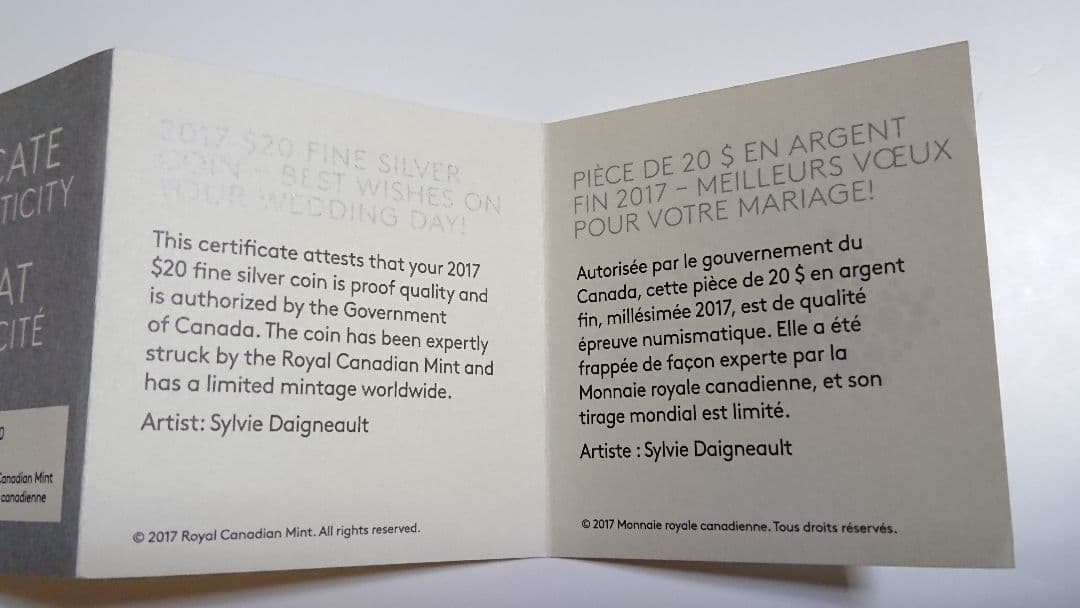 CATE
TICITY
AT
CITÉ
0
Canadian Mint
canadienne
2017 $20 FINE SILVER
COIN – BEST WISHES ON
YOUR WEDDING DAY!
This certificate attests that your 2017
$20 fine silver coin is proof quality and
is authorized by the Government
of Canada. The coin has been expertly
struck by the Royal Canadian Mint and
has a limited mintage worldwide.
Artist: Sylvie Daigneault
© 2017 Royal Canadian Mint. All rights reserved.
PIÈCE DE 20 $ EN ARGENT
FIN 2017 – MEILLEURS VŒUX
POUR VOTRE MARIAGE!
Autorisée par le gouvernement du
Canada, cette pièce de 20 $ en argent
fin, millésimée 2017, est de qualité
épreuve numismatique. Elle a été
frappée de façon experte par la
Monnaie royale canadienne, et son
tirage mondial est limité.
Artiste : Sylvie Daigneault
© 2017 Monnaie royale canadienne. Tous droits réservés.